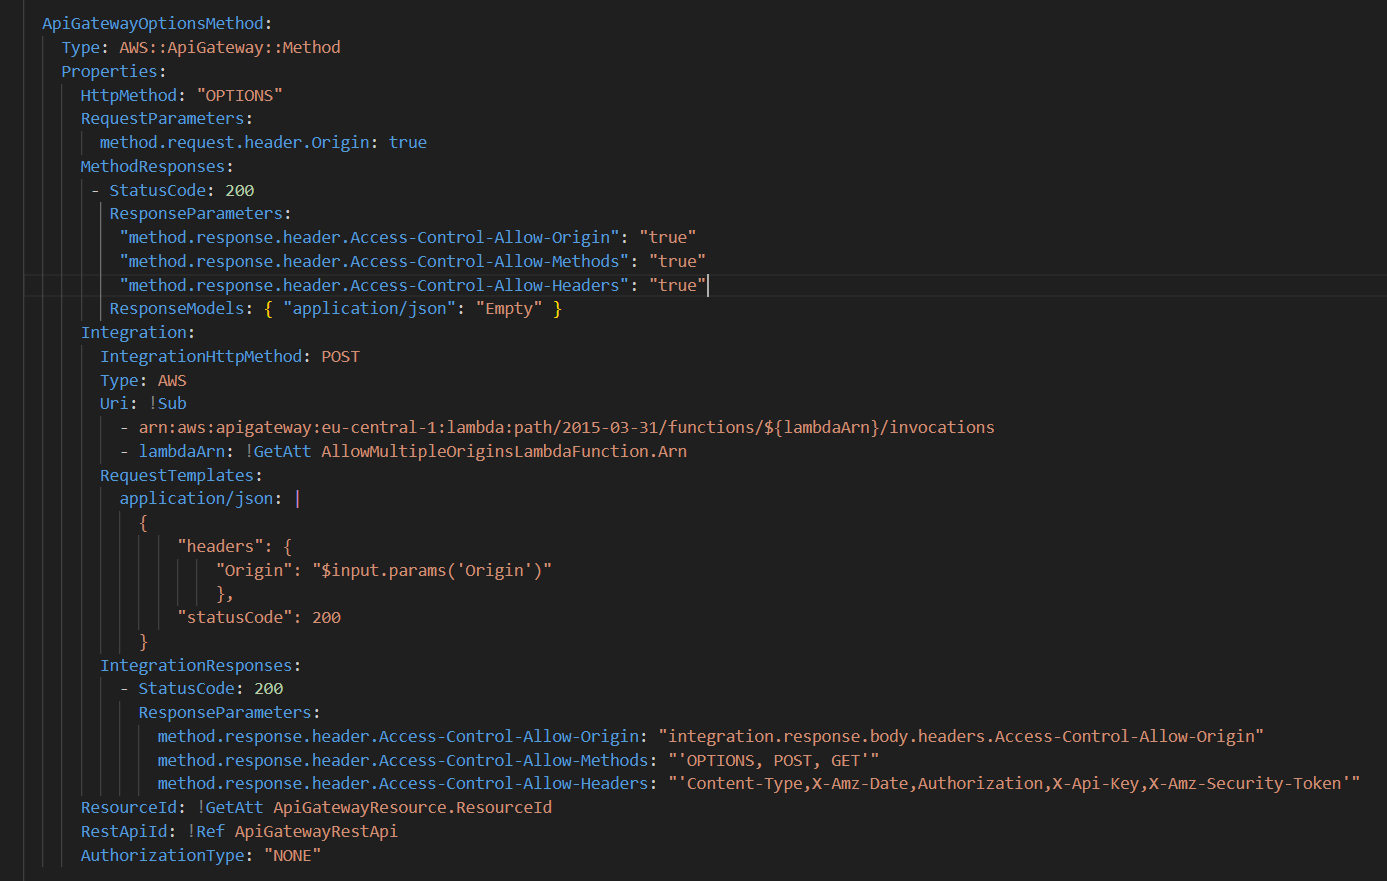 ApiGatewayOptionsMethod:
Type: AWS::ApiGateway::Method
Properties:
HttpMethod: "OPTIONS"
RequestParameters:
method.request.header.Origin: true
MethodResponses:
- StatusCode: 200
ResponseParameters:
"method.response.header.Access-Control-Allow-Origin": "true"
"method.response.header.Access-Control-Allow-Methods": "true"
"method.response.header.Access-Control-Allow-Headers": "true"
ResponseModels: { "application/json": "Empty" }
Integration:
IntegrationHttpMethod: POST
Type: AWS
Uri: !Sub
- arn:aws:apigateway:eu-central-1:lambda:path/2015-03-31/functions/${lambdaArn}/invocations
- lambdaArn: !GetAtt AllowMultipleOriginsLambdaFunction.Arn
RequestTemplates:
application/json: |
{
"headers": {
"Origin": "$input.params('Origin')"
},
"statusCode": 200
}
IntegrationResponses:
- StatusCode: 200
ResponseParameters:
method.response.header.Access-Control-Allow-Origin: "integration.response.body.headers.Access-Control-Allow-Origin"
method.response.header.Access-Control-Allow-Methods: "'OPTIONS, POST, GET'"
method.response.header.Access-Control-Allow-Headers: "'Content-Type,X-Amz-Date,Authorization,X-Api-Key,X-Amz-Security-Token'"
ResourceId: !GetAtt ApiGatewayResource.ResourceId
RestApiId: !Ref ApiGatewayRestApi
AuthorizationType: "NONE"